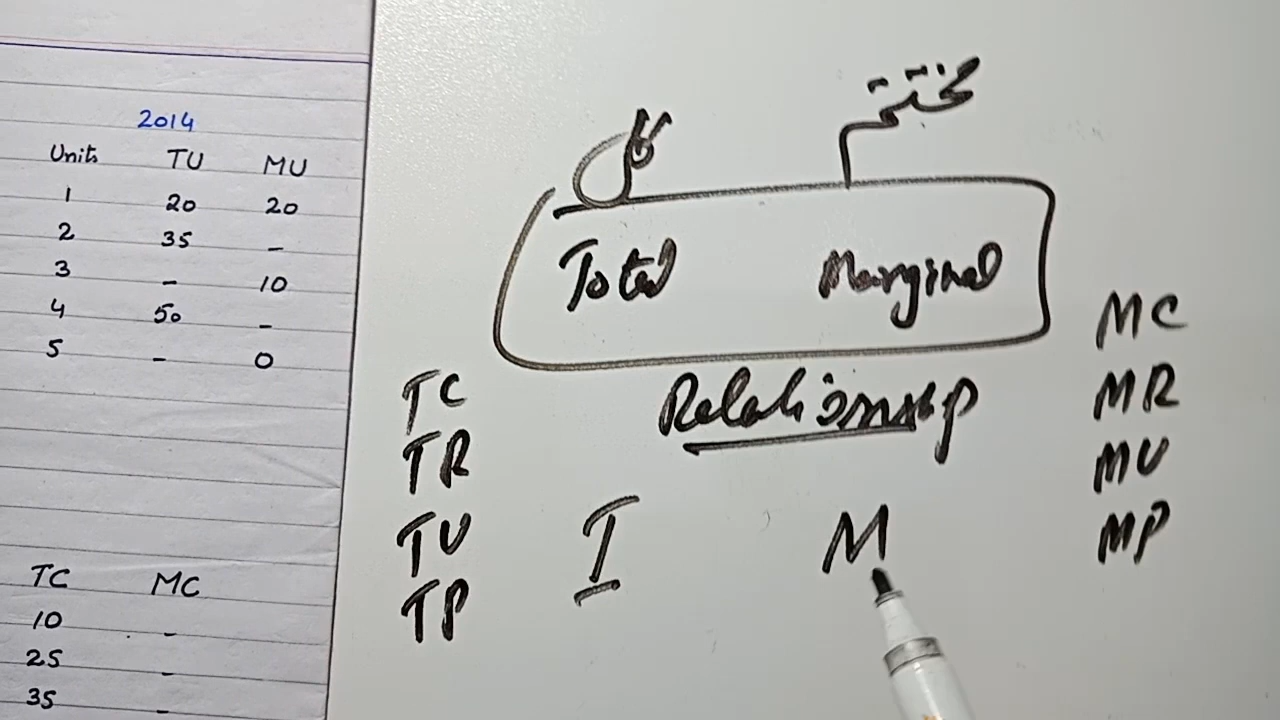 2014
Units TU MU
1 20 20
2 35 -
3 - 10
4 50 -
5 - 0
TC MC
10 -
25 -
35 -
کل مختتم
Total Marginal
Relationship
TC
TR
TU
TP
T M
MC
MR
MU
MP